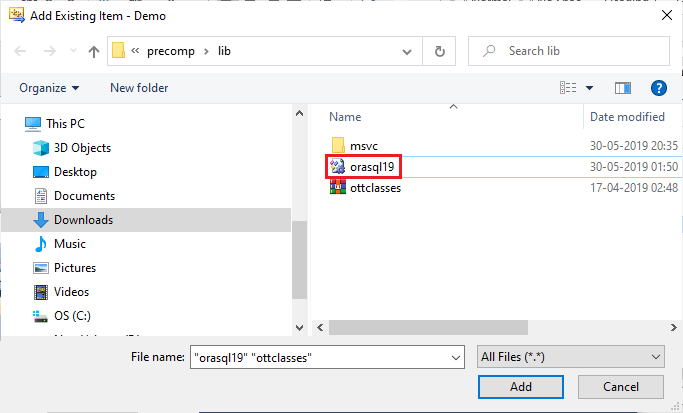 Add Existing Item - Demo
« precomp › lib
Search lib
Organize
New folder
This PC
3D Objects
Desktop
Documents
Downloads
Music
Pictures
Videos
OS (C:)
Name
Date modified
msvc 30-05-2019 20:35
orasql19 30-05-2019 01:50
ottclasses 17-04-2019 02:48
File name: "orasql19" "ottclasses"
All Files (*.*)
Add
Cancel